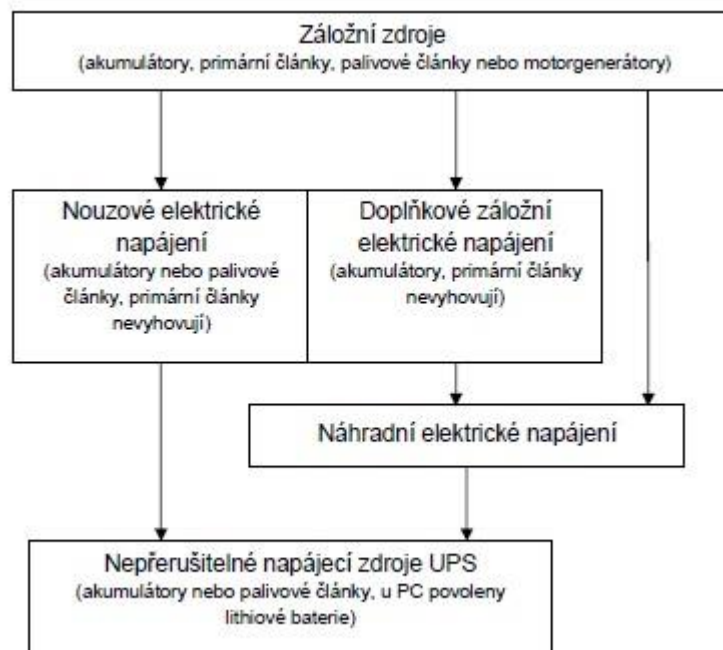 Záložní zdroje
(akumulátory, primární články, palivové články nebo motorgenerátory)
Nouzové elektrické
napájení
(akumulátory nebo palivové
články, primární články
nevyhovují)
Doplňkové záložní
elektrické napájení
(akumulátory, primární články
nevyhovují)
Náhradní elektrické napájení
Nepřerušitelné napájecí zdroje UPS
(akumulátory nebo palivové články, u PC povoleny
lithiové baterie)